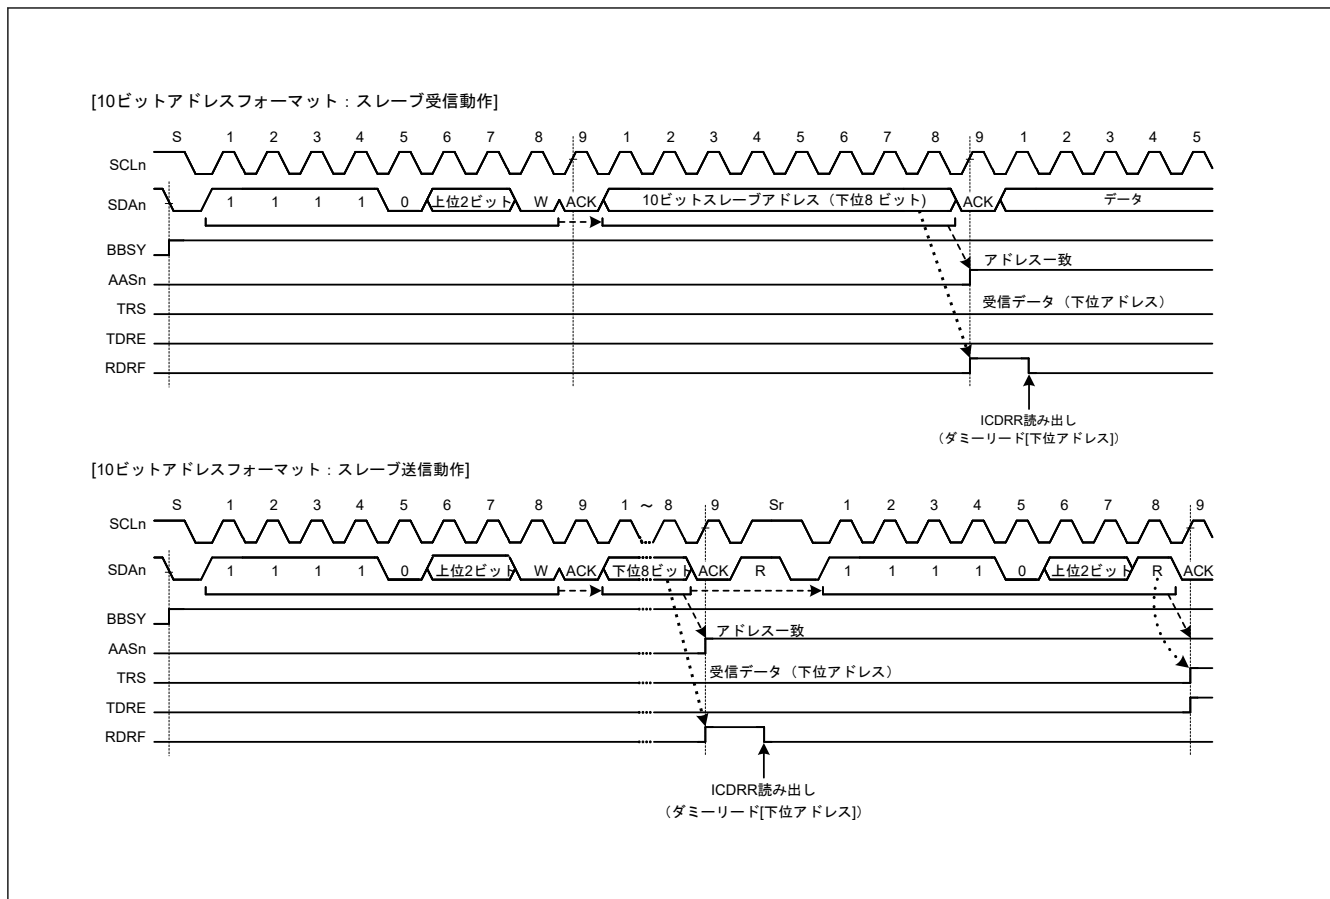 [10ビットアドレスフォーマット：スレーブ受信動作]
S 1 2 3 4 5 6 7 8 9 1 2 3 4 5 6 7 8 9 1 2 3 4 5
SCLn
SDAn 1 1 1 1 0 上位2ビット W ACK 10ビットスレーブアドレス（下位8 ビット) ACK データ
BBSY
アドレス一致
AASn
受信データ（下位アドレス）
TRS
TDRE
RDRF
ICDRR読み出し
（ダミーリード[下位アドレス]）
[10ビットアドレスフォーマット：スレーブ送信動作]
S 1 2 3 4 5 6 7 8 9 1 ～ 8 9 Sr 1 2 3 4 5 6 7 8 9
SCLn
SDAn 1 1 1 1 0 上位2ビット W ACK 下位8ビット ACK R 1 1 1 1 0 上位2ビット R ACK
BBSY
アドレス一致
AASn
受信データ（下位アドレス）
TRS
TDRE
RDRF
ICDRR読み出し
（ダミーリード[下位アドレス]）